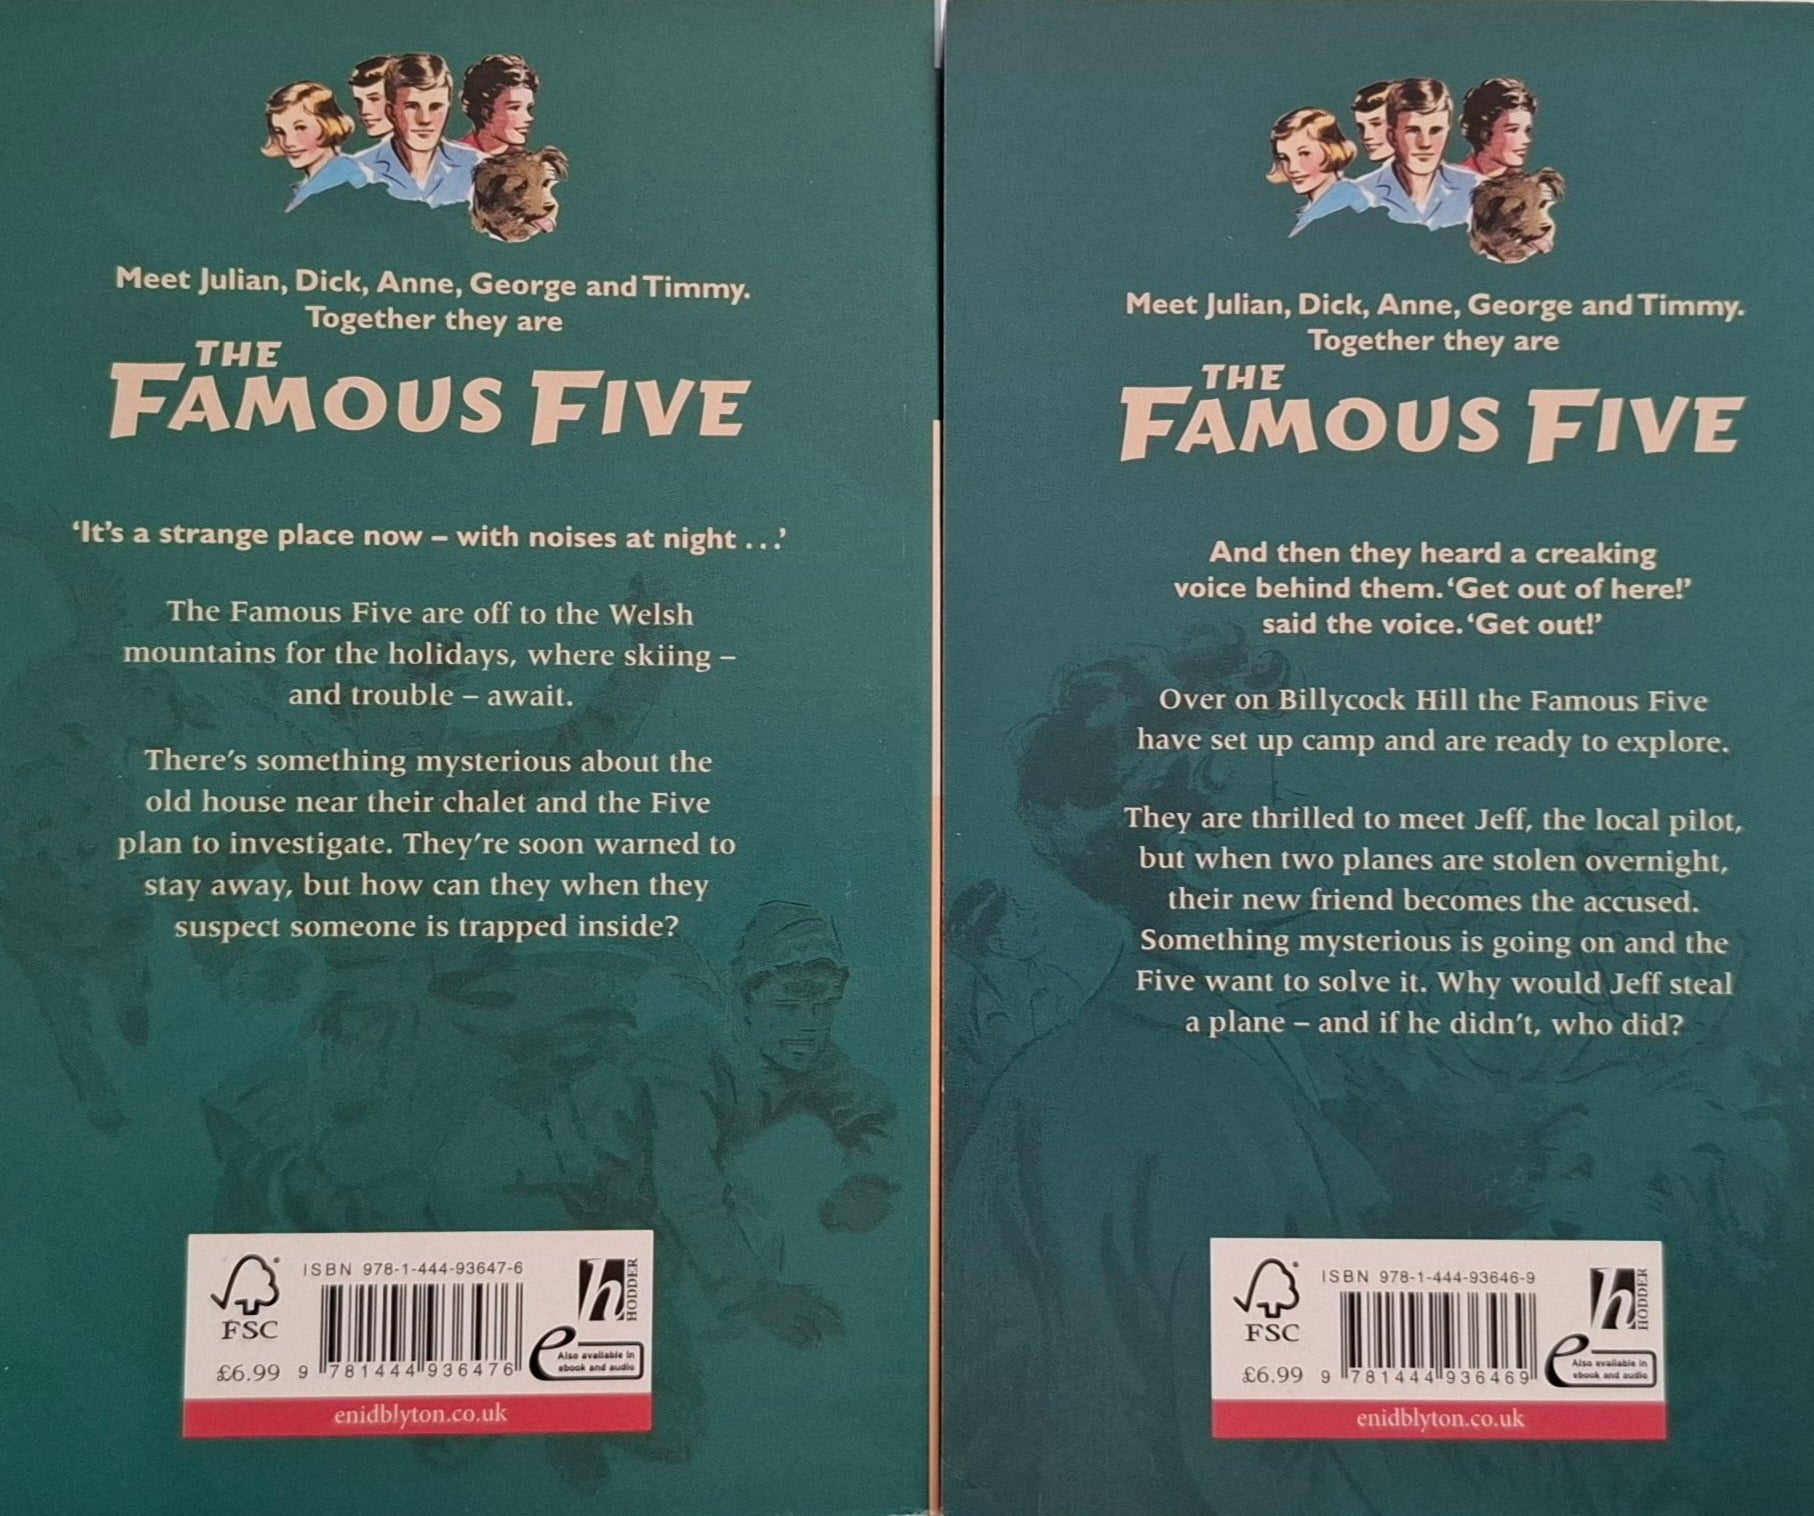 Meet Julian, Dick, Anne, George and Timmy.
Together they are
THE
FAMOUS FIVE
‘It’s a strange place now – with noises at night . . .’
The Famous Five are off to the Welsh
mountains for the holidays, where skiing –
and trouble – await.
There’s something mysterious about the
old house near their chalet and the Five
plan to investigate. They’re soon warned to
stay away, but how can they when they
suspect someone is trapped inside?
ISBN 978-1-444-93647-6
FSC
h
HODDER
£6.99
9 781444 936476
e
Also available in
ebook and audio
enidblyton.co.uk
Meet Julian, Dick, Anne, George and Timmy.
Together they are
THE
FAMOUS FIVE
And then they heard a creaking
voice behind them. ‘Get out of here!’
said the voice. ‘Get out!’
Over on Billycock Hill the Famous Five
have set up camp and are ready to explore.
They are thrilled to meet Jeff, the local pilot,
but when two planes are stolen overnight,
their new friend becomes the accused.
Something mysterious is going on and the
Five want to solve it. Why would Jeff steal
a plane – and if he didn’t, who did?
ISBN 978-1-444-93646-9
FSC
h
HODDER
£6.99
9 781444 936469
e
Also available in
ebook and audio
enidblyton.co.uk